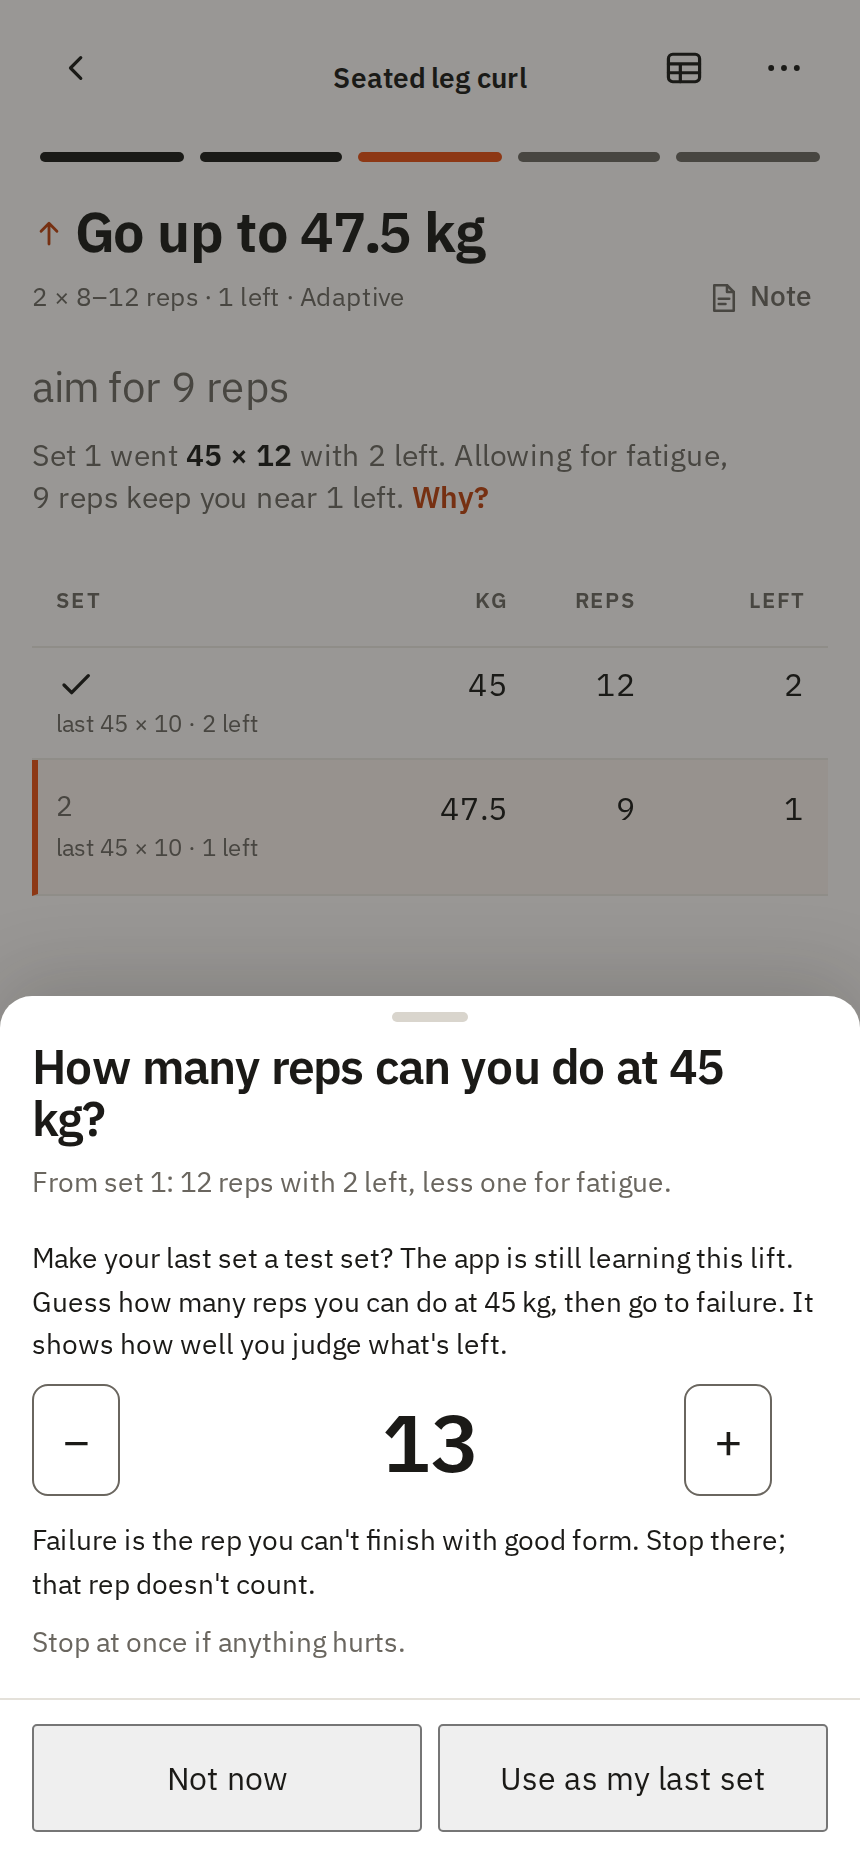 Seated leg curl
↑ Go up to 47.5 kg
2 × 8–12 reps · 1 left · Adaptive
Note
aim for 9 reps
Set 1 went 45 × 12 with 2 left. Allowing for fatigue,
9 reps keep you near 1 left. Why?
SET KG REPS LEFT
✓ 45 12 2
last 45 × 10 · 2 left
2 47.5 9 1
last 45 × 10 · 1 left
How many reps can you do at 45
kg?
From set 1: 12 reps with 2 left, less one for fatigue.
Make your last set a test set? The app is still learning this lift.
Guess how many reps you can do at 45 kg, then go to failure. It
shows how well you judge what's left.
− 13 +
Failure is the rep you can't finish with good form. Stop there;
that rep doesn't count.
Stop at once if anything hurts.
Not now
Use as my last set